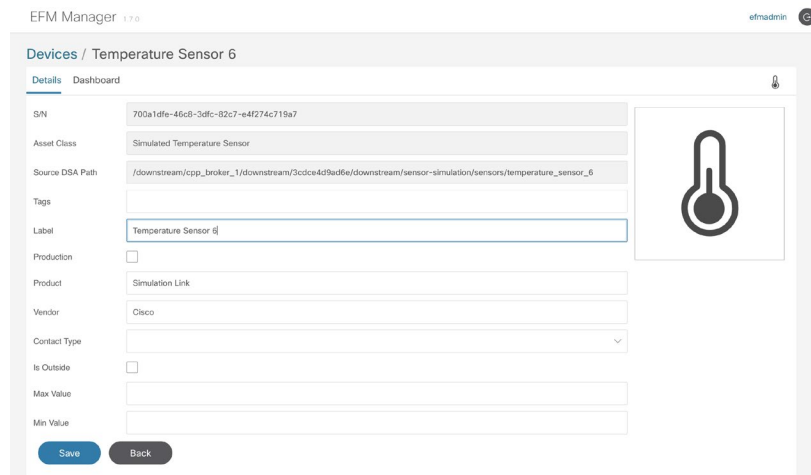 EFM Manager 1.7.0
efmadmin
Devices / Temperature Sensor 6
Details Dashboard
S/N 700a1dfe-46c8-3dfc-82c7-e4f274c719a7
Asset Class Simulated Temperature Sensor
Source DSA Path /downstream/cpp_broker_1/downstream/3cdce4d9ad6e/downstream/sensor-simulation/sensors/temperature_sensor_6
Tags
Label Temperature Sensor 6
Production
Product Simulation Link
Vendor Cisco
Contact Type
Is Outside
Max Value
Min Value
Save Back